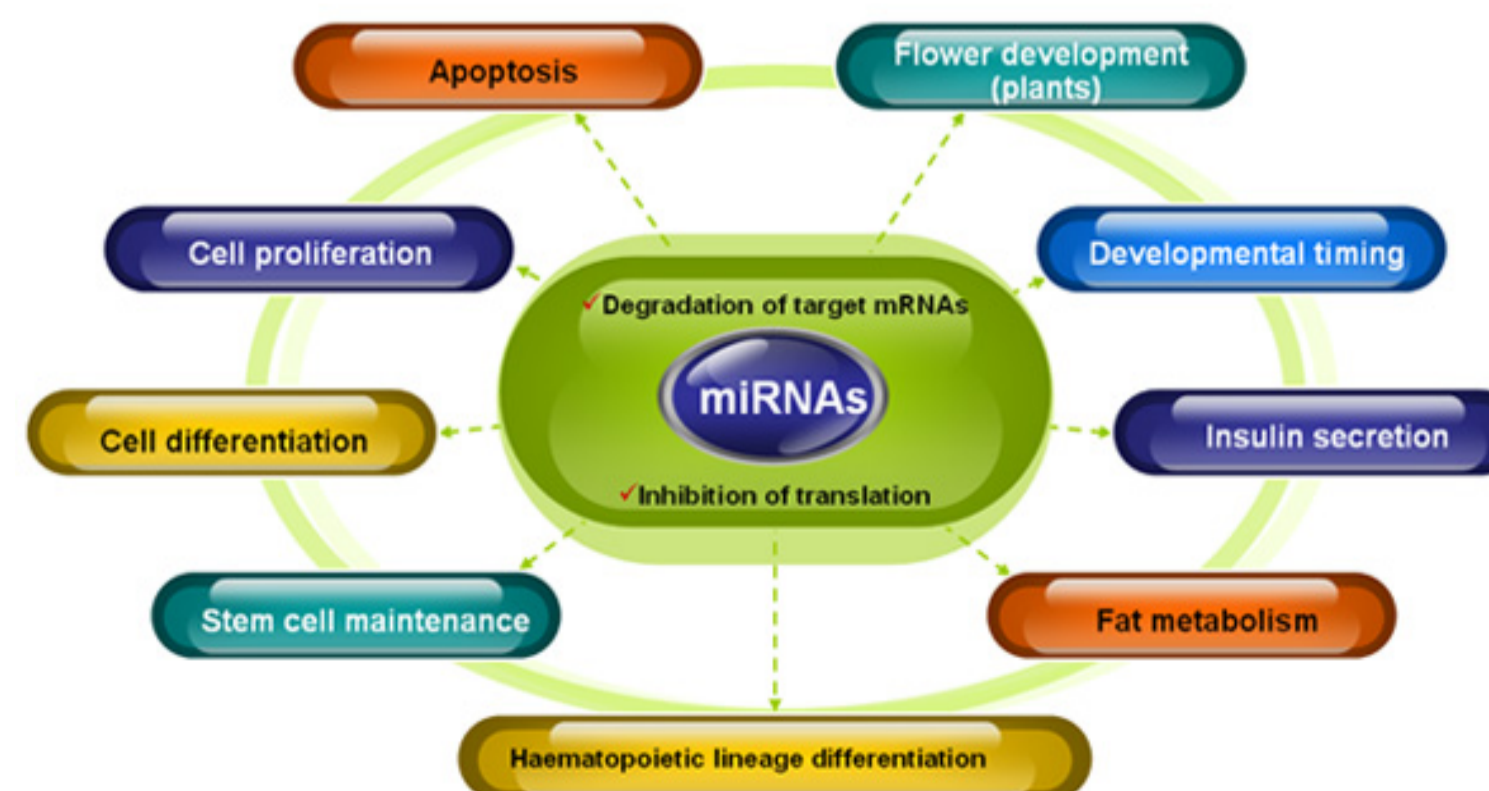 Apoptosis
Flower development
(plants)
Cell proliferation
Developmental timing
✓Degradation of target mRNAs
miRNAs
Cell differentiation
Insulin secretion
✓Inhibition of translation
Stem cell maintenance
Fat metabolism
Haematopoietic lineage differentiation